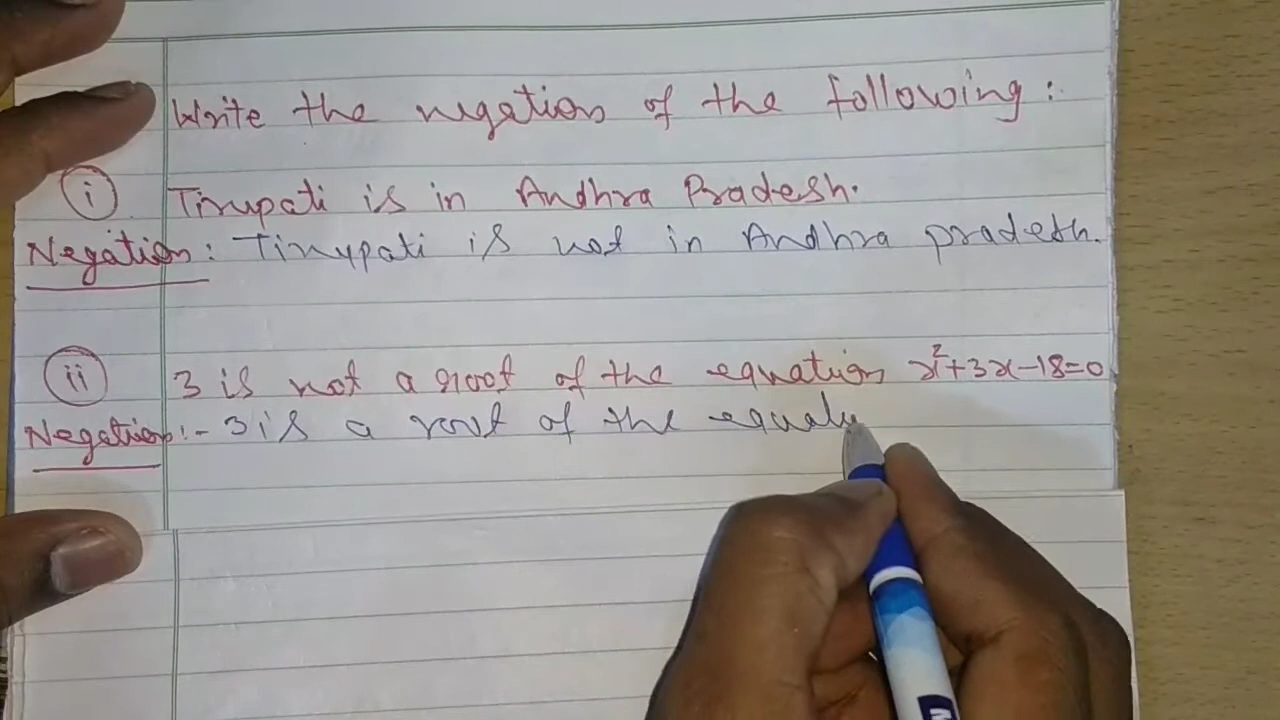 Write the negation of the following :
i Tirupati is in Andhra Pradesh.
Negation : Tirupati is not in Andhra pradesh.
ii 3 is not a root of the equation x²+3x-18=0
Negation :- 3 is a root of the equati